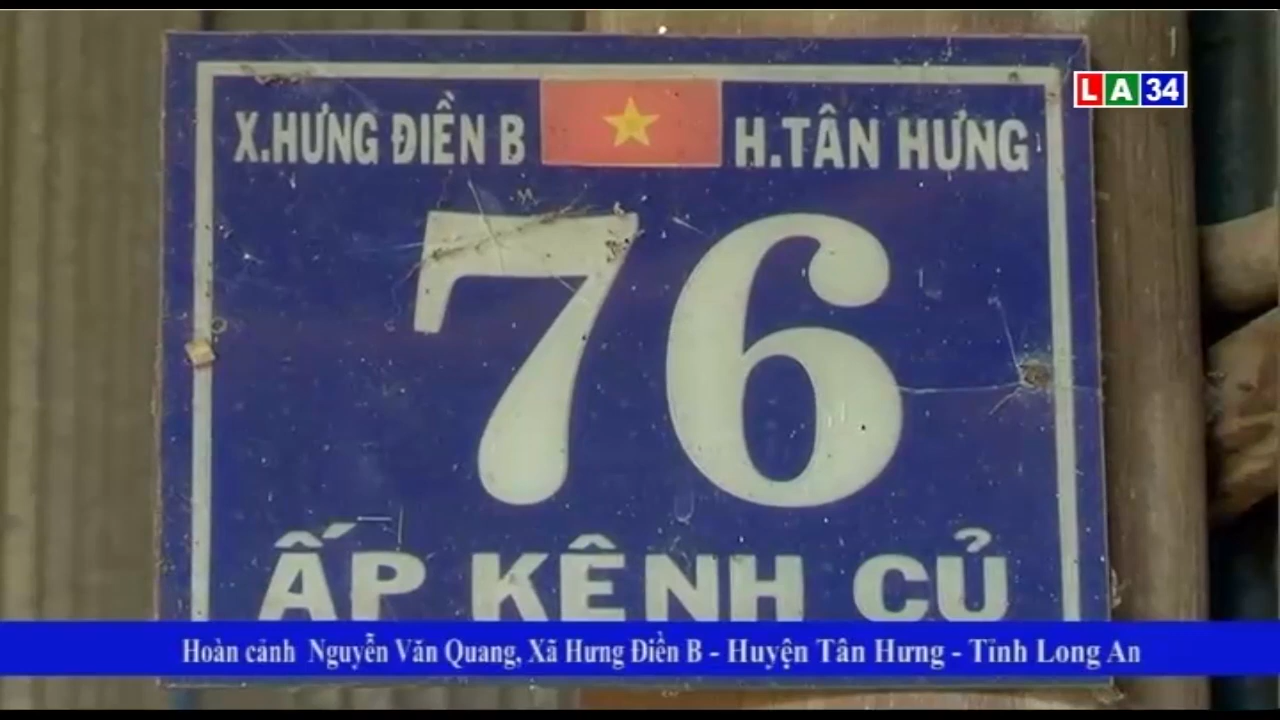 LA34
X.HƯNG ĐIỀN B H.TÂN HƯNG
76
ẤP KÊNH CỦ
Hoàn cảnh Nguyễn Văn Quang, Xã Hưng Điền B - Huyện Tân Hưng - Tỉnh Long An